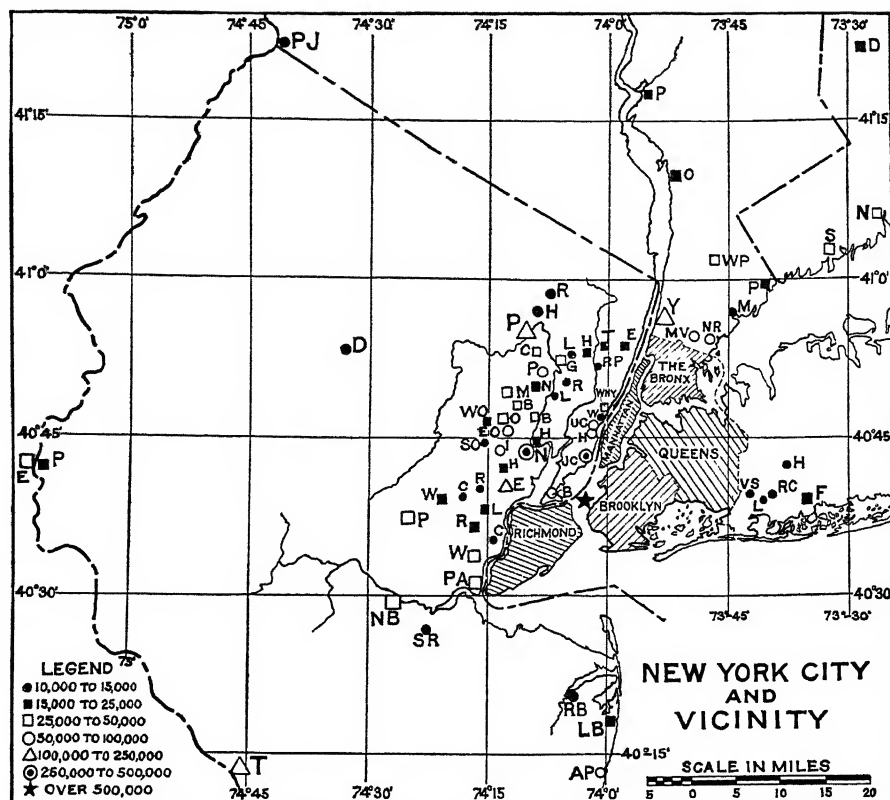 75°0' 74°45' 74°30' 74°15' 74°0' 73°45' 73°30'
PJ
D
P
41°15' 41°15'
O
N
S
WP
41°0' 41°0'
P
R
H
M
Y
P
MV NR
D
L H T E
C
G
RP
THE BRONX
P
N R
M
L
WNY
B
WO
O B
W
UC
MANHATTAN
EO
H
H
40°45' 40°45'
SO
I
N
JC
QUEENS
H
E P
H
R
C
E
B
W
VS RC
L
F
P
L
BROOKLYN
R
C
RICHMOND
W
PA
40°30' 40°30'
NB
73°45' 73°30'
SR
75°
LEGEND
10,000 TO 15,000
15,000 TO 25,000
25,000 TO 50,000
50,000 TO 100,000
100,000 TO 250,000
250,000 TO 500,000
OVER 500,000
RB
LB
NEW YORK CITY
AND
VICINITY
T
40°15'
AP
SCALE IN MILES
5 0 5 10 15 20
74°45' 74°30' 74°15' 74°0'